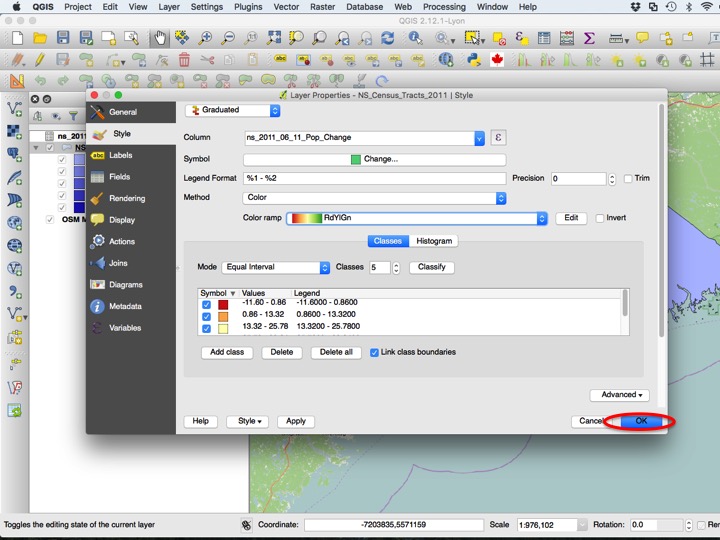 QGIS Project Edit View Layer Settings Plugins Vector Raster Database Web Processing Window Help
QGIS 2.12.1-Lyon
Layer Properties - NS_Census_Tracts_2011 | Style
General
Style
Labels
Fields
Rendering
Display
Actions
Joins
Diagrams
Metadata
Variables
ns_201
NS
OSM M
Graduated
Column ns_2011_06_11_Pop_Change ε
Symbol Change...
Legend Format %1 - %2 Precision 0 Trim
Method Color
Color ramp RdYlGn Edit Invert
Classes Histogram
Mode Equal Interval Classes 5 Classify
Symbol Values Legend
-11.60 - 0.86 -11.6000 - 0.8600
0.86 - 13.32 0.8600 - 13.3200
13.32 - 25.78 13.3200 - 25.7800
Add class Delete Delete all Link class boundaries
Advanced
Help Style Apply Cancel OK
Toggles the editing state of the current layer Coordinate: -7203835,5571159 Scale 1:976,102 Rotation: 0.0 Ren